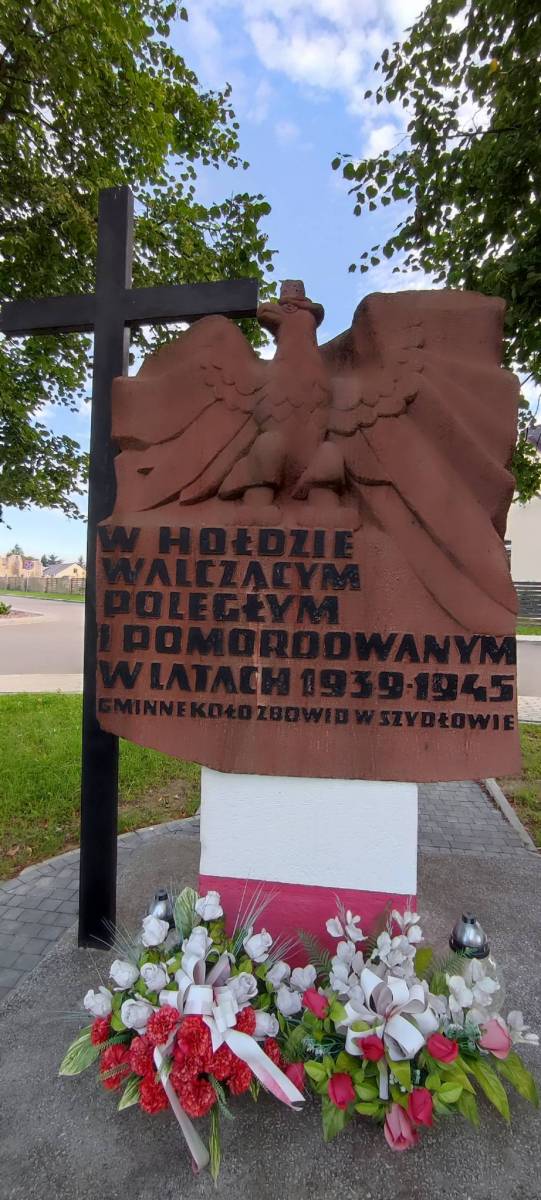 W HOŁDZIE
WALCZĄCYM
POLEGŁYM
I POMORDOWANYM
W LATACH 1939-1945
GMINNE KOŁO ZBOWID W SZYDŁOWIE